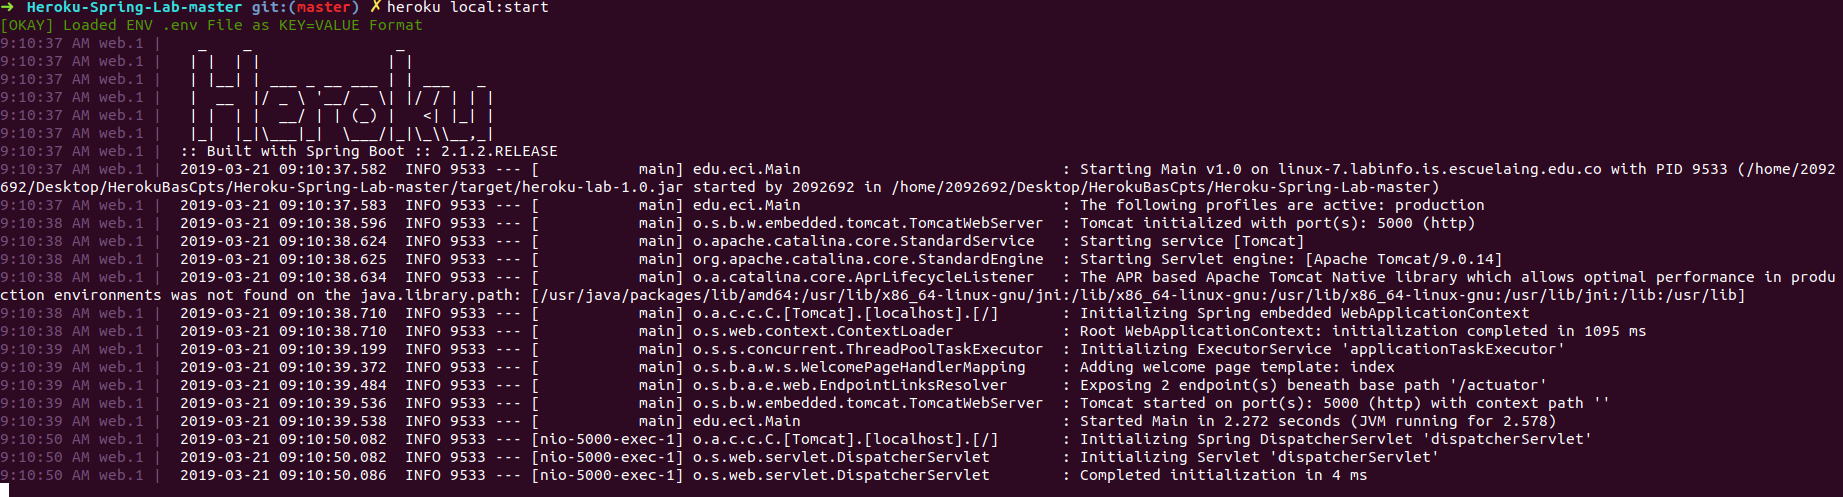 ➜  Heroku-Spring-Lab-master git:(master) ✗ heroku local:start
[OKAY] Loaded ENV .env File as KEY=VALUE Format
9:10:37 AM web.1 |    _    _                _
9:10:37 AM web.1 |   | |  | |              | |
9:10:37 AM web.1 |   | |__| | ___ _ __ ___ | | ___   _
9:10:37 AM web.1 |   |  __  |/ _ \ '__/ _ \| |/ / | | |
9:10:37 AM web.1 |   | |  | |  __/ | | (_) |   <| |_| |
9:10:37 AM web.1 |   |_|  |_|\___|_|  \___/|_|\_\\__,_|
9:10:37 AM web.1 |  :: Built with Spring Boot :: 2.1.2.RELEASE
9:10:37 AM web.1 |  2019-03-21 09:10:37.582  INFO 9533 --- [           main] edu.eci.Main                             : Starting Main v1.0 on linux-7.labinfo.is.escuelaing.edu.co with PID 9533 (/home/2092
692/Desktop/HerokuBasCpts/Heroku-Spring-Lab-master/target/heroku-lab-1.0.jar started by 2092692 in /home/2092692/Desktop/HerokuBasCpts/Heroku-Spring-Lab-master)
9:10:37 AM web.1 |  2019-03-21 09:10:37.583  INFO 9533 --- [           main] edu.eci.Main                             : The following profiles are active: production
9:10:38 AM web.1 |  2019-03-21 09:10:38.596  INFO 9533 --- [           main] o.s.b.w.embedded.tomcat.TomcatWebServer  : Tomcat initialized with port(s): 5000 (http)
9:10:38 AM web.1 |  2019-03-21 09:10:38.624  INFO 9533 --- [           main] o.apache.catalina.core.StandardService   : Starting service [Tomcat]
9:10:38 AM web.1 |  2019-03-21 09:10:38.625  INFO 9533 --- [           main] org.apache.catalina.core.StandardEngine  : Starting Servlet engine: [Apache Tomcat/9.0.14]
9:10:38 AM web.1 |  2019-03-21 09:10:38.634  INFO 9533 --- [           main] o.a.catalina.core.AprLifecycleListener   : The APR based Apache Tomcat Native library which allows optimal performance in produ
ction environments was not found on the java.library.path: [/usr/java/packages/lib/amd64:/usr/lib/x86_64-linux-gnu/jni:/lib/x86_64-linux-gnu:/usr/lib/x86_64-linux-gnu:/usr/lib/jni:/lib:/usr/lib]
9:10:38 AM web.1 |  2019-03-21 09:10:38.710  INFO 9533 --- [           main] o.a.c.c.C.[Tomcat].[localhost].[/]       : Initializing Spring embedded WebApplicationContext
9:10:38 AM web.1 |  2019-03-21 09:10:38.710  INFO 9533 --- [           main] o.s.web.context.ContextLoader            : Root WebApplicationContext: initialization completed in 1095 ms
9:10:39 AM web.1 |  2019-03-21 09:10:39.199  INFO 9533 --- [           main] o.s.s.concurrent.ThreadPoolTaskExecutor  : Initializing ExecutorService 'applicationTaskExecutor'
9:10:39 AM web.1 |  2019-03-21 09:10:39.372  INFO 9533 --- [           main] o.s.b.a.w.s.WelcomePageHandlerMapping    : Adding welcome page template: index
9:10:39 AM web.1 |  2019-03-21 09:10:39.484  INFO 9533 --- [           main] o.s.b.a.e.web.EndpointLinksResolver      : Exposing 2 endpoint(s) beneath base path '/actuator'
9:10:39 AM web.1 |  2019-03-21 09:10:39.536  INFO 9533 --- [           main] o.s.b.w.embedded.tomcat.TomcatWebServer  : Tomcat started on port(s): 5000 (http) with context path ''
9:10:39 AM web.1 |  2019-03-21 09:10:39.538  INFO 9533 --- [           main] edu.eci.Main                             : Started Main in 2.272 seconds (JVM running for 2.578)
9:10:50 AM web.1 |  2019-03-21 09:10:50.082  INFO 9533 --- [nio-5000-exec-1] o.a.c.c.C.[Tomcat].[localhost].[/]       : Initializing Spring DispatcherServlet 'dispatcherServlet'
9:10:50 AM web.1 |  2019-03-21 09:10:50.082  INFO 9533 --- [nio-5000-exec-1] o.s.web.servlet.DispatcherServlet        : Initializing Servlet 'dispatcherServlet'
9:10:50 AM web.1 |  2019-03-21 09:10:50.086  INFO 9533 --- [nio-5000-exec-1] o.s.web.servlet.DispatcherServlet        : Completed initialization in 4 ms